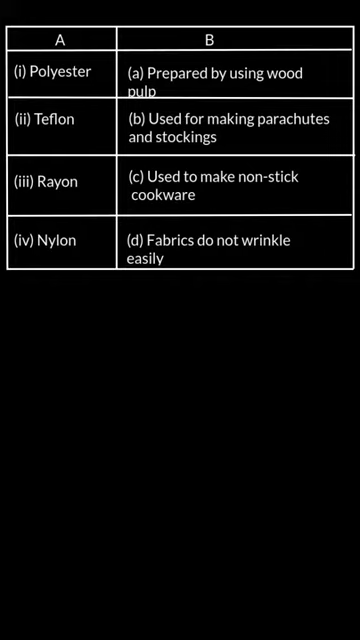 A B
(i) Polyester (a) Prepared by using wood
pulp
(ii) Teflon (b) Used for making parachutes
and stockings
(iii) Rayon (c) Used to make non-stick
cookware
(iv) Nylon (d) Fabrics do not wrinkle
easily